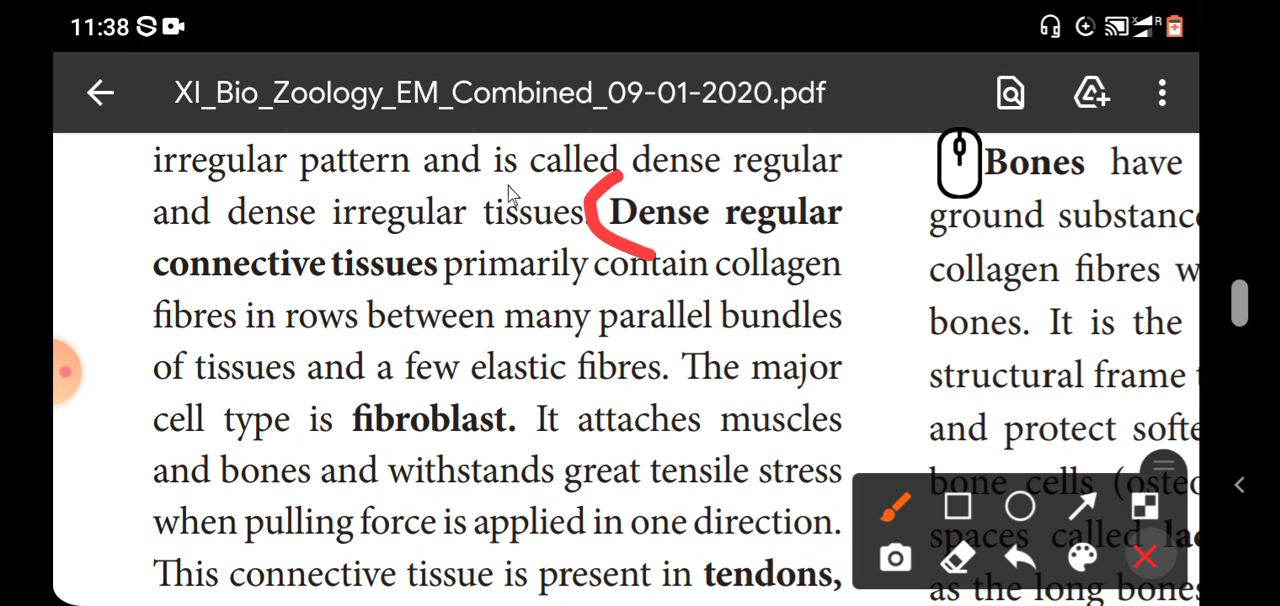 11:38
R
XI_Bio_Zoology_EM_Combined_09-01-2020.pdf
irregular pattern and is called dense regular
and dense irregular tissues. Dense regular
connective tissues primarily contain collagen
fibres in rows between many parallel bundles
of tissues and a few elastic fibres. The major
cell type is fibroblast. It attaches muscles
and bones and withstands great tensile stress
when pulling force is applied in one direction.
This connective tissue is present in tendons,
Bones have
ground substanc
collagen fibres w
bones. It is the
structural frame
and protect softe
bone cells (osteo
spaces called la
as the long bones